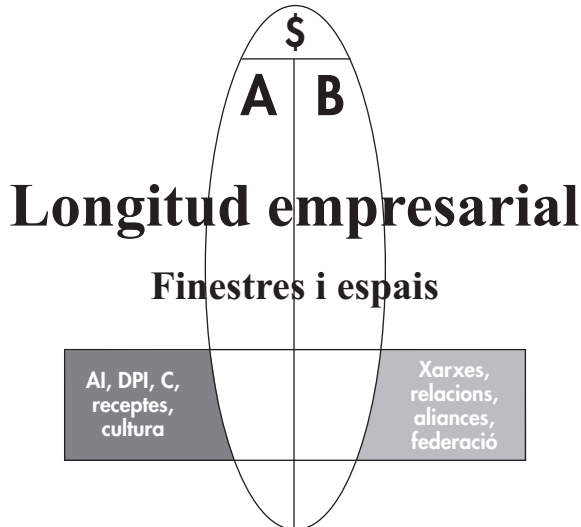 $
A B
Longitud empresarial
Finestres i espais
AI, DPI, C,
receptes,
cultura
Xarxes,
relacions,
aliances,
federació